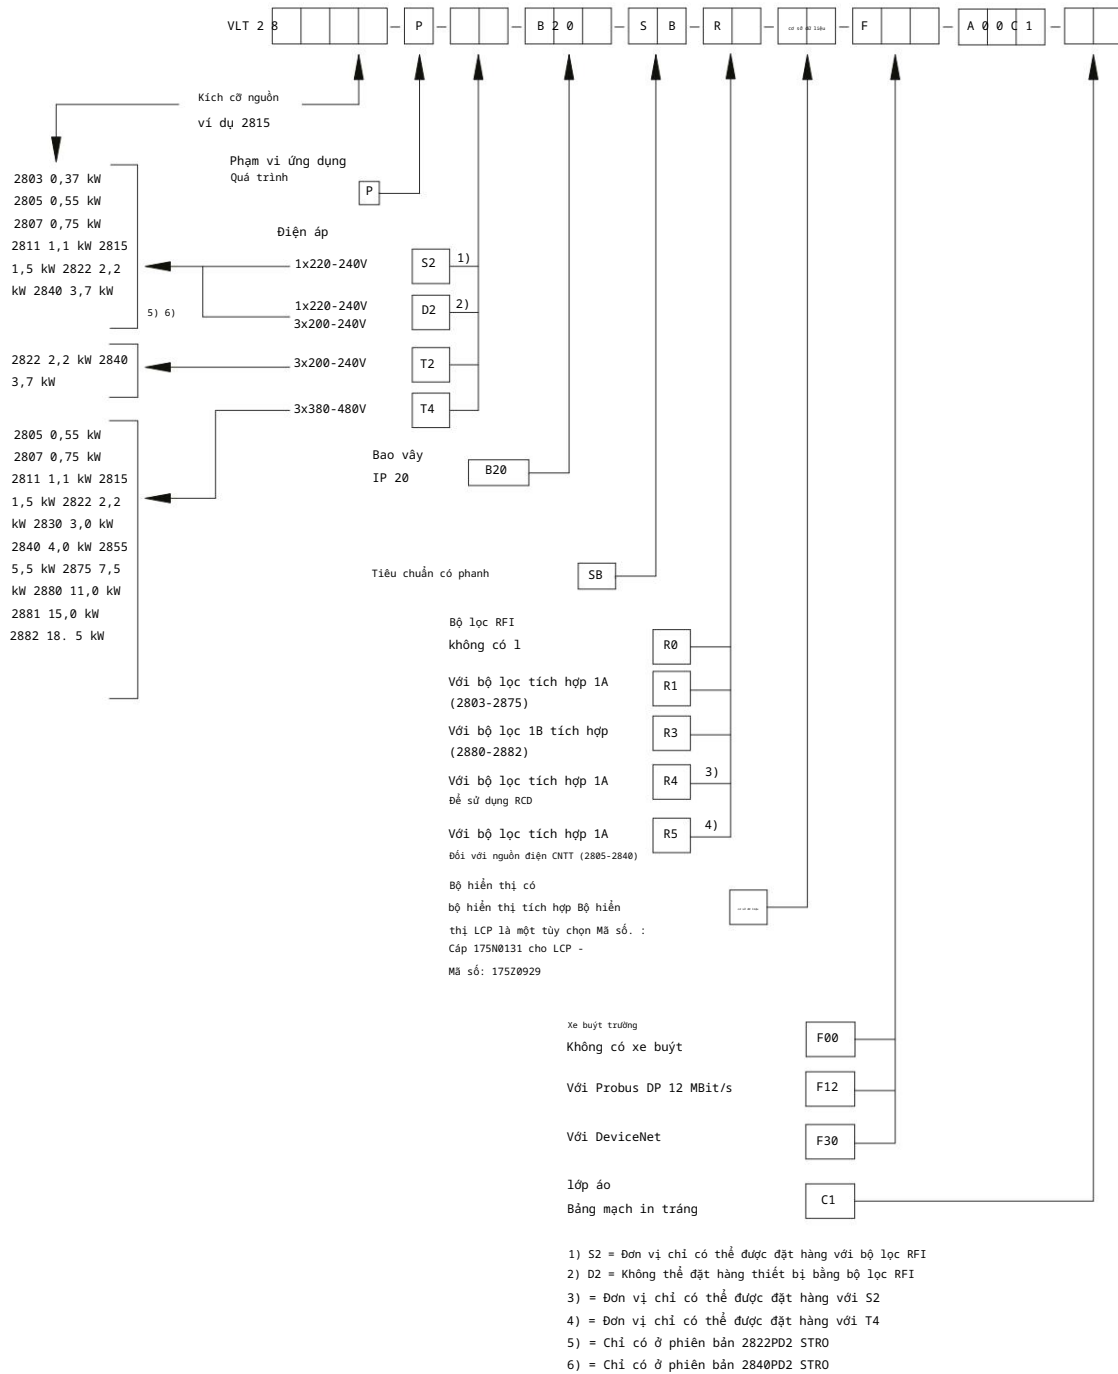 VLT 2 8 – P – – B 2 0 – S B – R – cơ sở dữ liệu – F – A 0 0 C 1 –
Kích cỡ nguồn
ví dụ 2815
Phạm vi ứng dụng
Quá trình
P
2803 0,37 kW
2805 0,55 kW
2807 0,75 kW
2811 1,1 kW 2815
1,5 kW 2822 2,2
kW 2840 3,7 kW
5) 6)
Điện áp
1x220-240V
S2
1)
1x220-240V
3x200-240V
D2
2)
2822 2,2 kW 2840
3,7 kW
3x200-240V
T2
3x380-480V
T4
2805 0,55 kW
2807 0,75 kW
2811 1,1 kW 2815
1,5 kW 2822 2,2
kW 2830 3,0 kW
2840 4,0 kW 2855
5,5 kW 2875 7,5
kW 2880 11,0 kW
2881 15,0 kW
2882 18. 5 kW
Bao vây
IP 20
B20
Tiêu chuẩn có phanh
SB
Bộ lọc RFI
không có l
R0
Với bộ lọc tích hợp 1A
(2803-2875)
R1
Với bộ lọc 1B tích hợp
(2880-2882)
R3
Với bộ lọc tích hợp 1A
Để sử dụng RCD
R4
3)
Với bộ lọc tích hợp 1A
Đối với nguồn điện CNTT (2805-2840)
R5
4)
Bộ hiển thị có
bộ hiển thị tích hợp Bộ hiển
thị LCP là một tùy chọn Mã số. :
Cáp 175N0131 cho LCP -
Mã số: 175Z0929
Xe buýt trường
Không có xe buýt
F00
Với Probus DP 12 MBit/s
F12
Với DeviceNet
F30
lớp áo
Bảng mạch in tráng
C1
1) S2 = Đơn vị chỉ có thể được đặt hàng với bộ lọc RFI
2) D2 = Không thể đặt hàng thiết bị bằng bộ lọc RFI
3) = Đơn vị chỉ có thể được đặt hàng với S2
4) = Đơn vị chỉ có thể được đặt hàng với T4
5) = Chỉ có ở phiên bản 2822PD2 STRO
6) = Chỉ có ở phiên bản 2840PD2 STRO